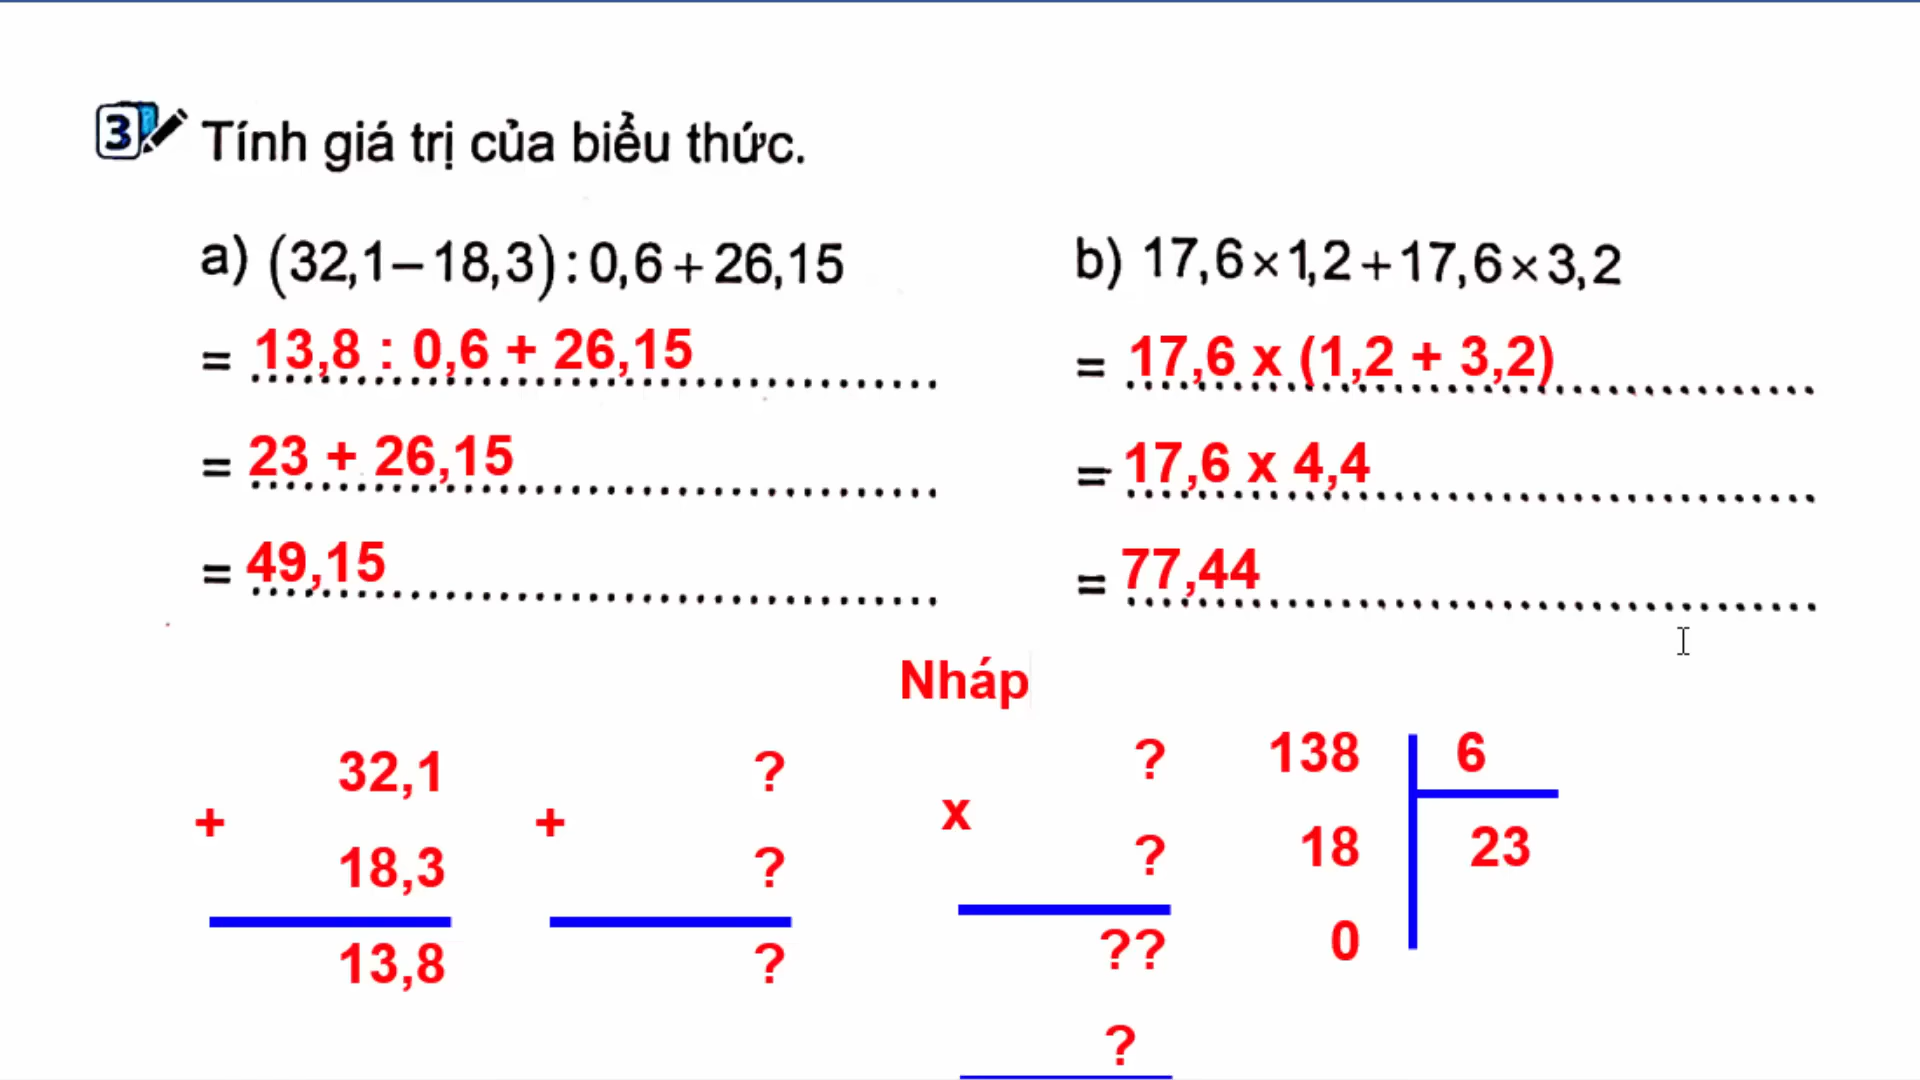 3 Tính giá trị của biểu thức.
a) (32,1−18,3):0,6+26,15
= 13,8 : 0,6 + 26,15
= 23 + 26,15
= 49,15
b) 17,6×1,2+17,6×3,2
= 17,6 x (1,2 + 3,2)
= 17,6 x 4,4
= 77,44
Nháp
32,1
+
18,3
13,8
?
+
?
?
?
x
?
??
?
138 6
18 23
0